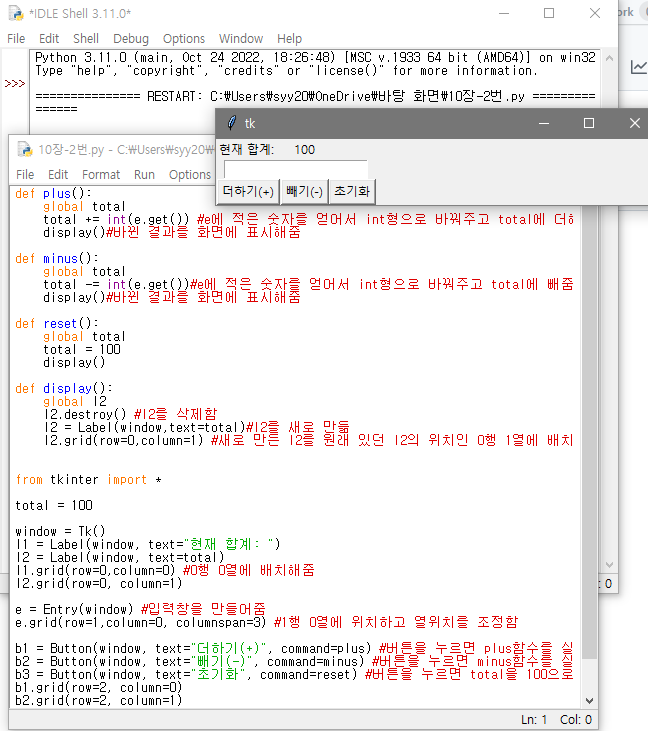 *IDLE Shell 3.11.0*
File Edit Shell Debug Options Window Help
Python 3.11.0 (main, Oct 24 2022, 18:26:48) [MSC v.1933 64 bit (AMD64)] on win32
Type "help", "copyright", "credits" or "license()" for more information.
>>>
=============== RESTART: C:\Users\syy20\OneDrive\바탕 화면\10장-2번.py =========
======
tk
현재 합계: 100
더하기(+) 빼기(-) 초기화
10장-2번.py - C:\Users\syy20\
File Edit Format Run Options
def plus():
global total
total += int(e.get()) #e에 적은 숫자를 얻어서 int형으로 바꿔주고 total에 더하
display()#바뀐 결과를 화면에 표시해줌
def minus():
global total
total -= int(e.get())#e에 적은 숫자를 얻어서 int형으로 바꿔주고 total에 빼줌
display()#바뀐 결과를 화면에 표시해줌
def reset():
global total
total = 100
display()
def display():
global l2
l2.destroy() #l2를 삭제함
l2 = Label(window,text=total)#l2를 새로 만듦
l2.grid(row=0,column=1) #새로 만든 l2를 원래 있던 l2의 위치인 0행 1열에 배치
from tkinter import *
total = 100
window = Tk()
l1 = Label(window, text="현재 합계: ")
l2 = Label(window, text=total)
l1.grid(row=0,column=0) #0행 0열에 배치해줌
l2.grid(row=0, column=1)
e = Entry(window) #입력창을 만들어줌
e.grid(row=1,column=0, columnspan=3) #1행 0열에 위치하고 열위치를 조정함
b1 = Button(window, text="더하기(+)", command=plus) #버튼을 누르면 plus함수를 실
b2 = Button(window, text="빼기(-)", command=minus) #버튼을 누르면 minus함수를 실
b3 = Button(window, text="초기화", command=reset) #버튼을 누르면 total을 100으로
b1.grid(row=2, column=0)
b2.grid(row=2, column=1)
Ln: 1 Col: 0